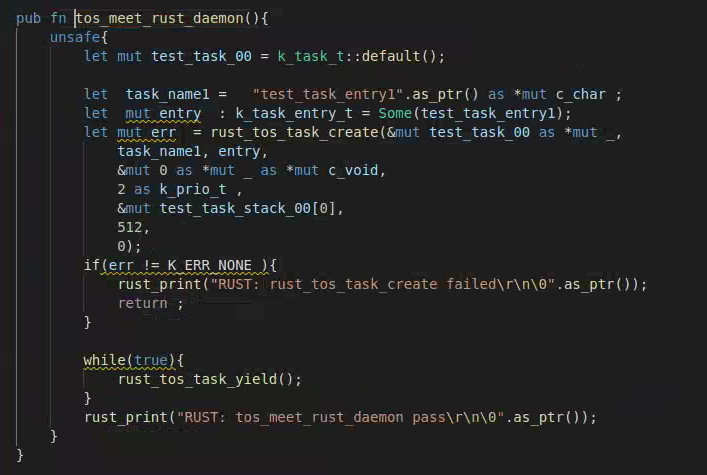 pub fn tos_meet_rust_daemon(){
    unsafe{
        let mut test_task_00 = k_task_t::default();

        let  task_name1 =   "test_task_entry1".as_ptr() as *mut c_char ;
        let  mut entry  : k_task_entry_t = Some(test_task_entry1);
        let mut err  = rust_tos_task_create(&mut test_task_00 as *mut _,
            task_name1, entry,
            &mut 0 as *mut _ as *mut c_void,
            2 as k_prio_t ,
            &mut test_task_stack_00[0],
            512,
            0);
        if(err != K_ERR_NONE ){
            rust_print("RUST: rust_tos_task_create failed\r\n\0".as_ptr());
            return ;
        }

        while(true){
            rust_tos_task_yield();
        }
        rust_print("RUST: tos_meet_rust_daemon pass\r\n\0".as_ptr());
    }
}